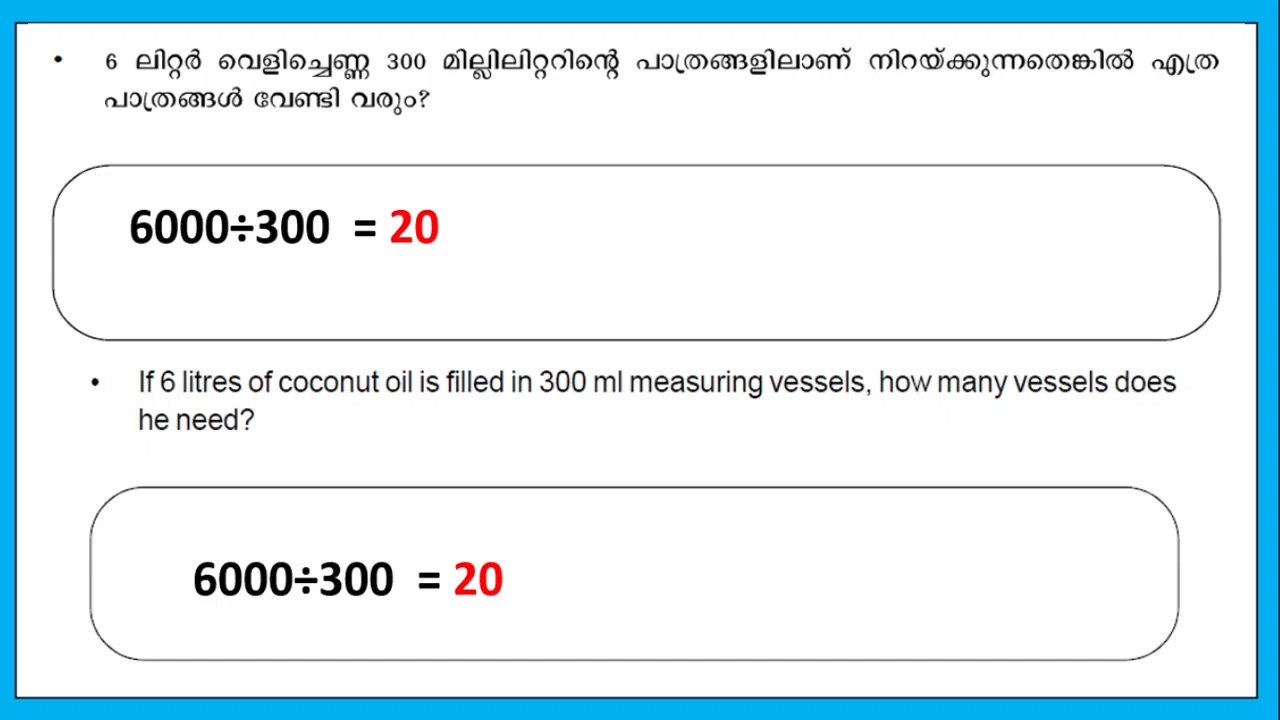 • 6 ലിറ്റർ വെളിച്ചെണ്ണ 300 മില്ലിലിറ്ററിന്റെ പാത്രങ്ങളിലാണ് നിറയ്ക്കുന്നതെങ്കിൽ എത്ര
പാത്രങ്ങൾ വേണ്ടി വരും?
6000÷300 = 20
• If 6 litres of coconut oil is filled in 300 ml measuring vessels, how many vessels does
he need?
6000÷300 = 20